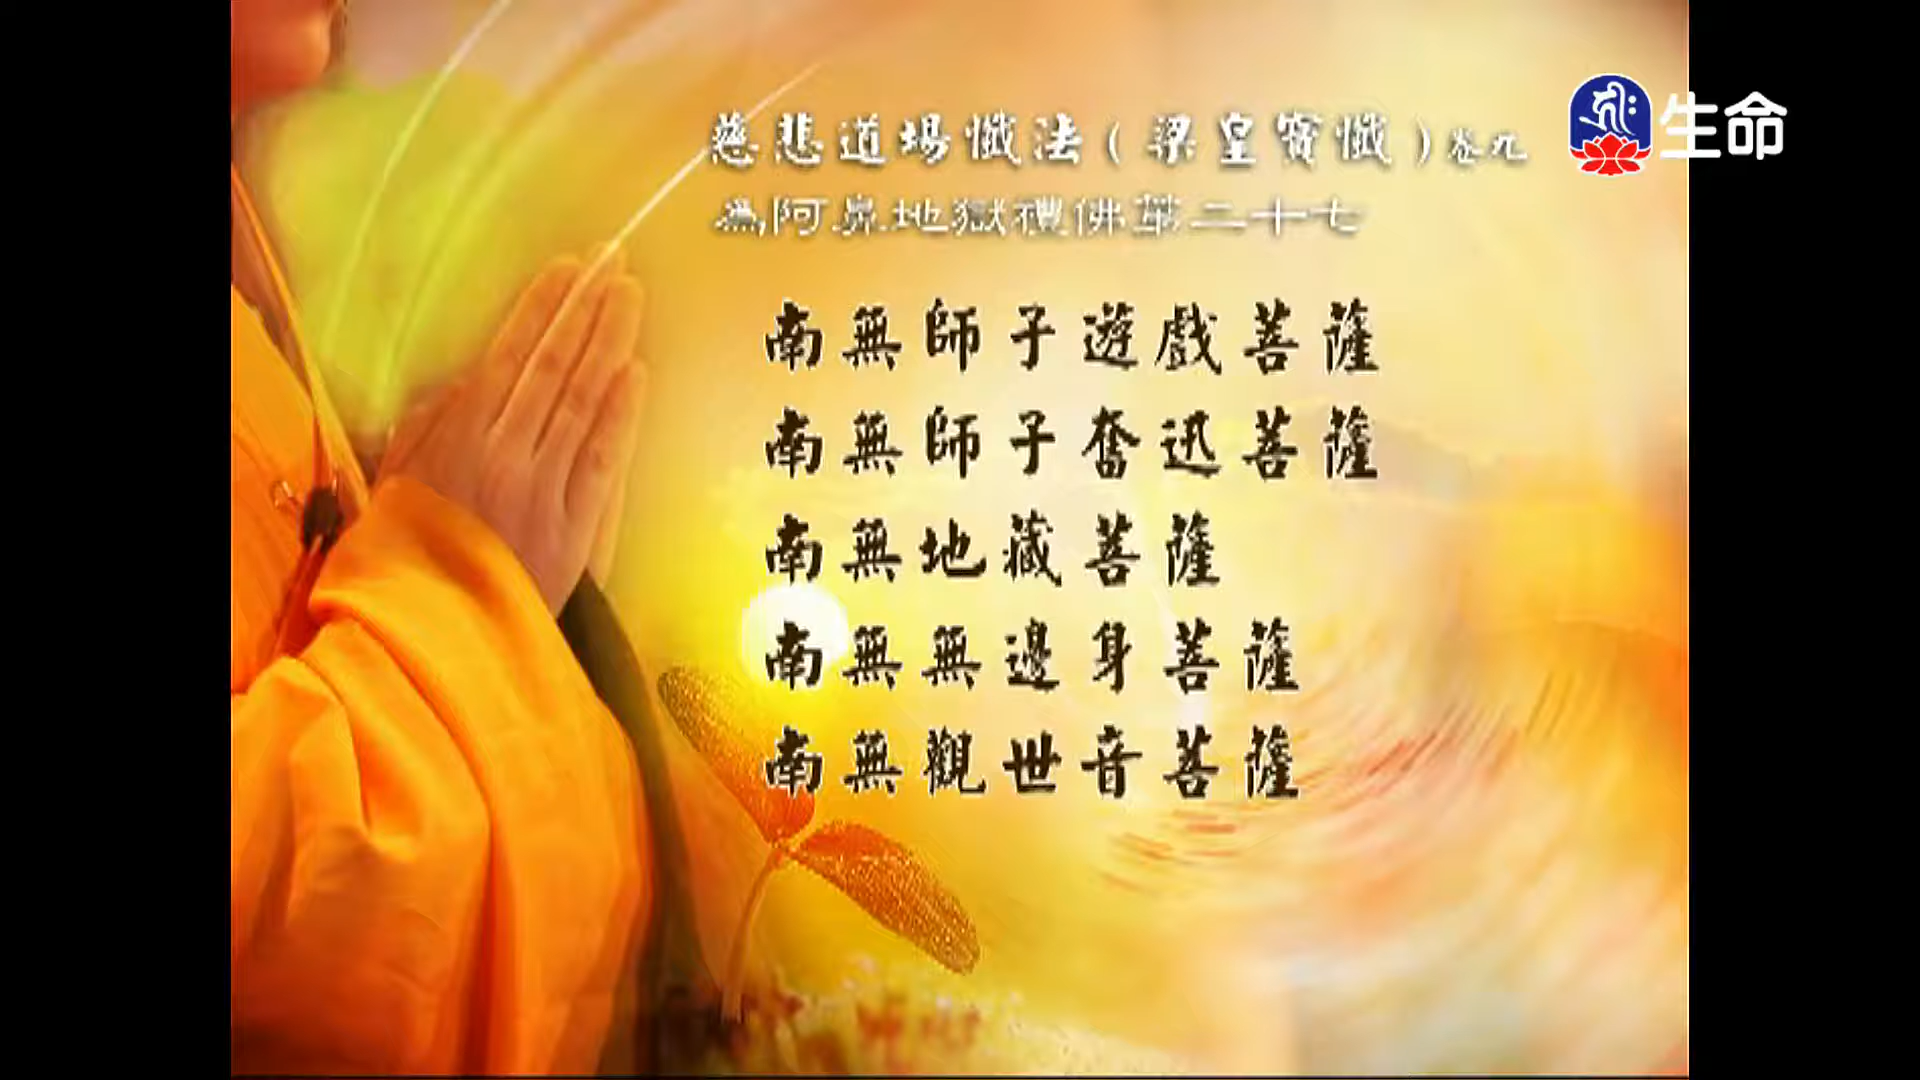 慈悲道場懺法(梁皇寶懺)卷九
為阿鼻地獄禮佛第二十七
南無師子遊戲菩薩
南無師子奮迅菩薩
南無地藏菩薩
南無無邊身菩薩
南無觀世音菩薩
生命